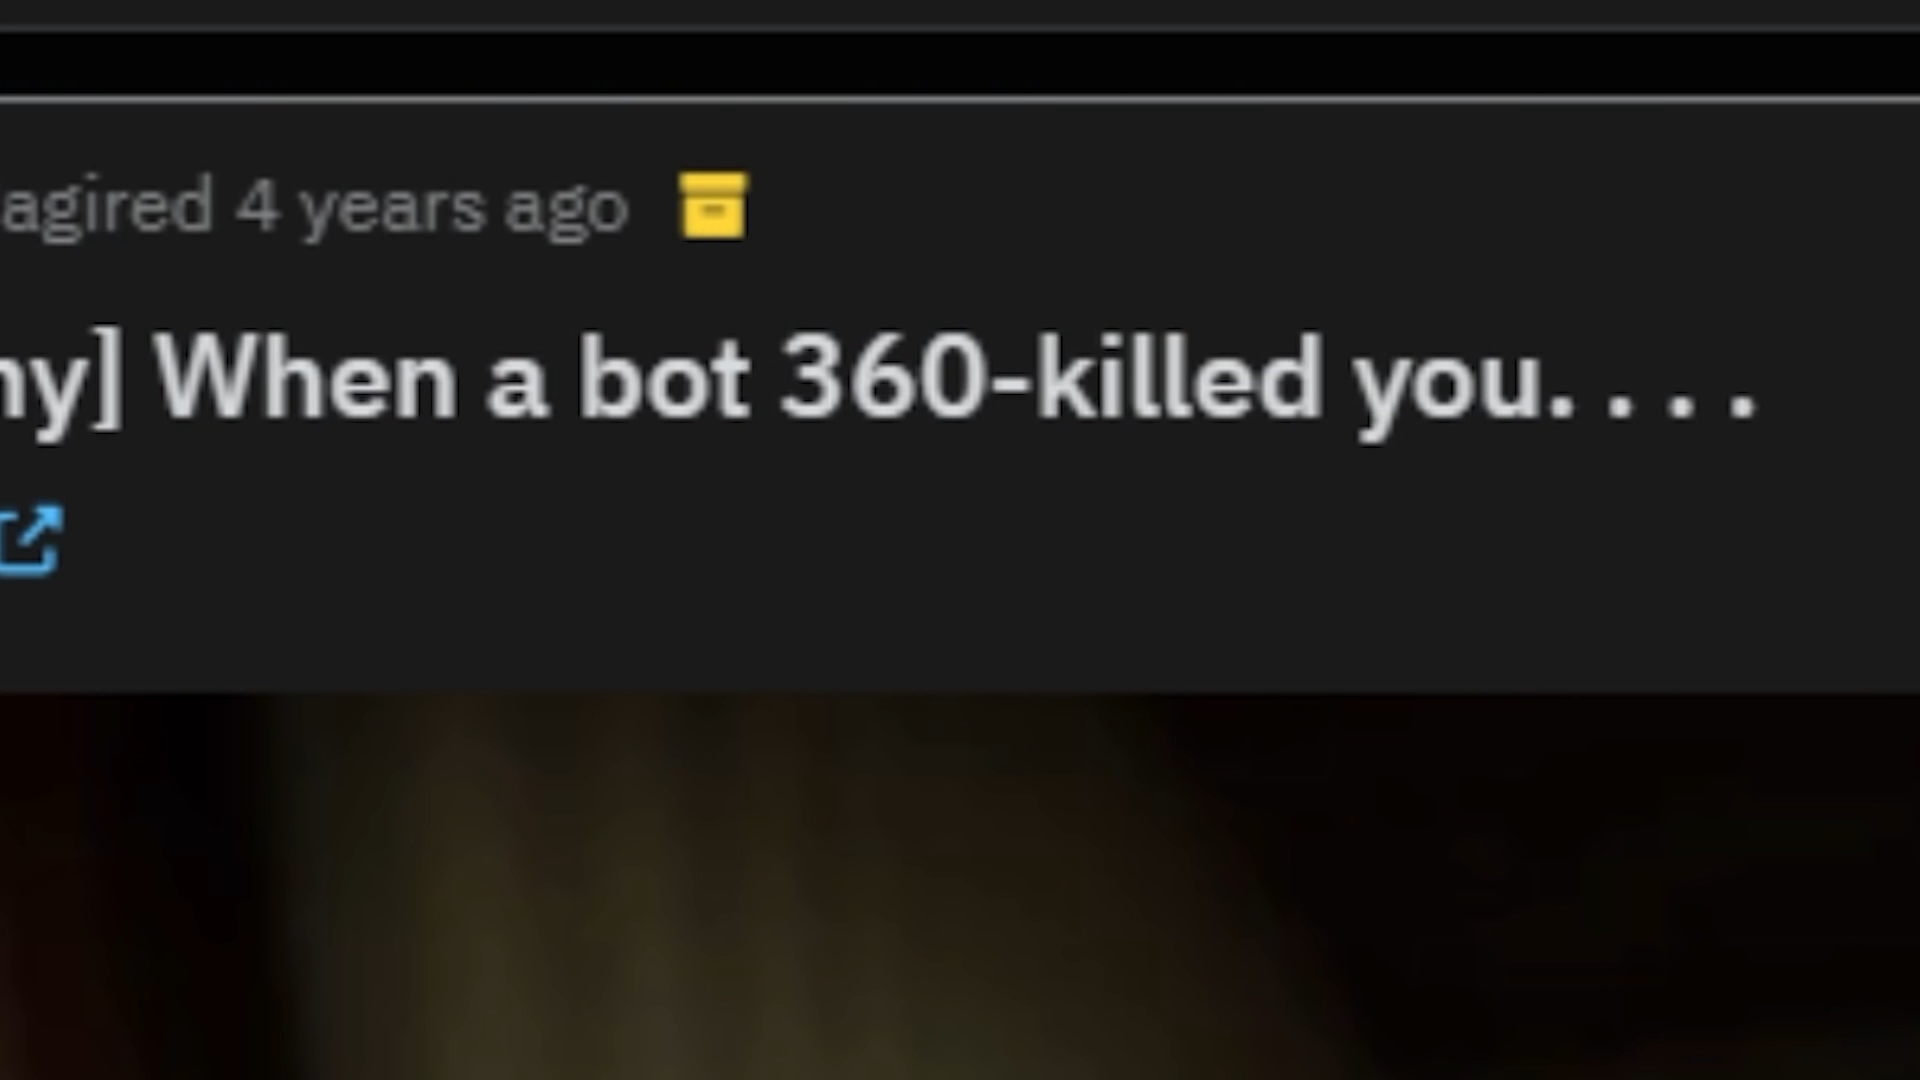 agired 4 years ago
ny] When a bot 360-killed you. . . .